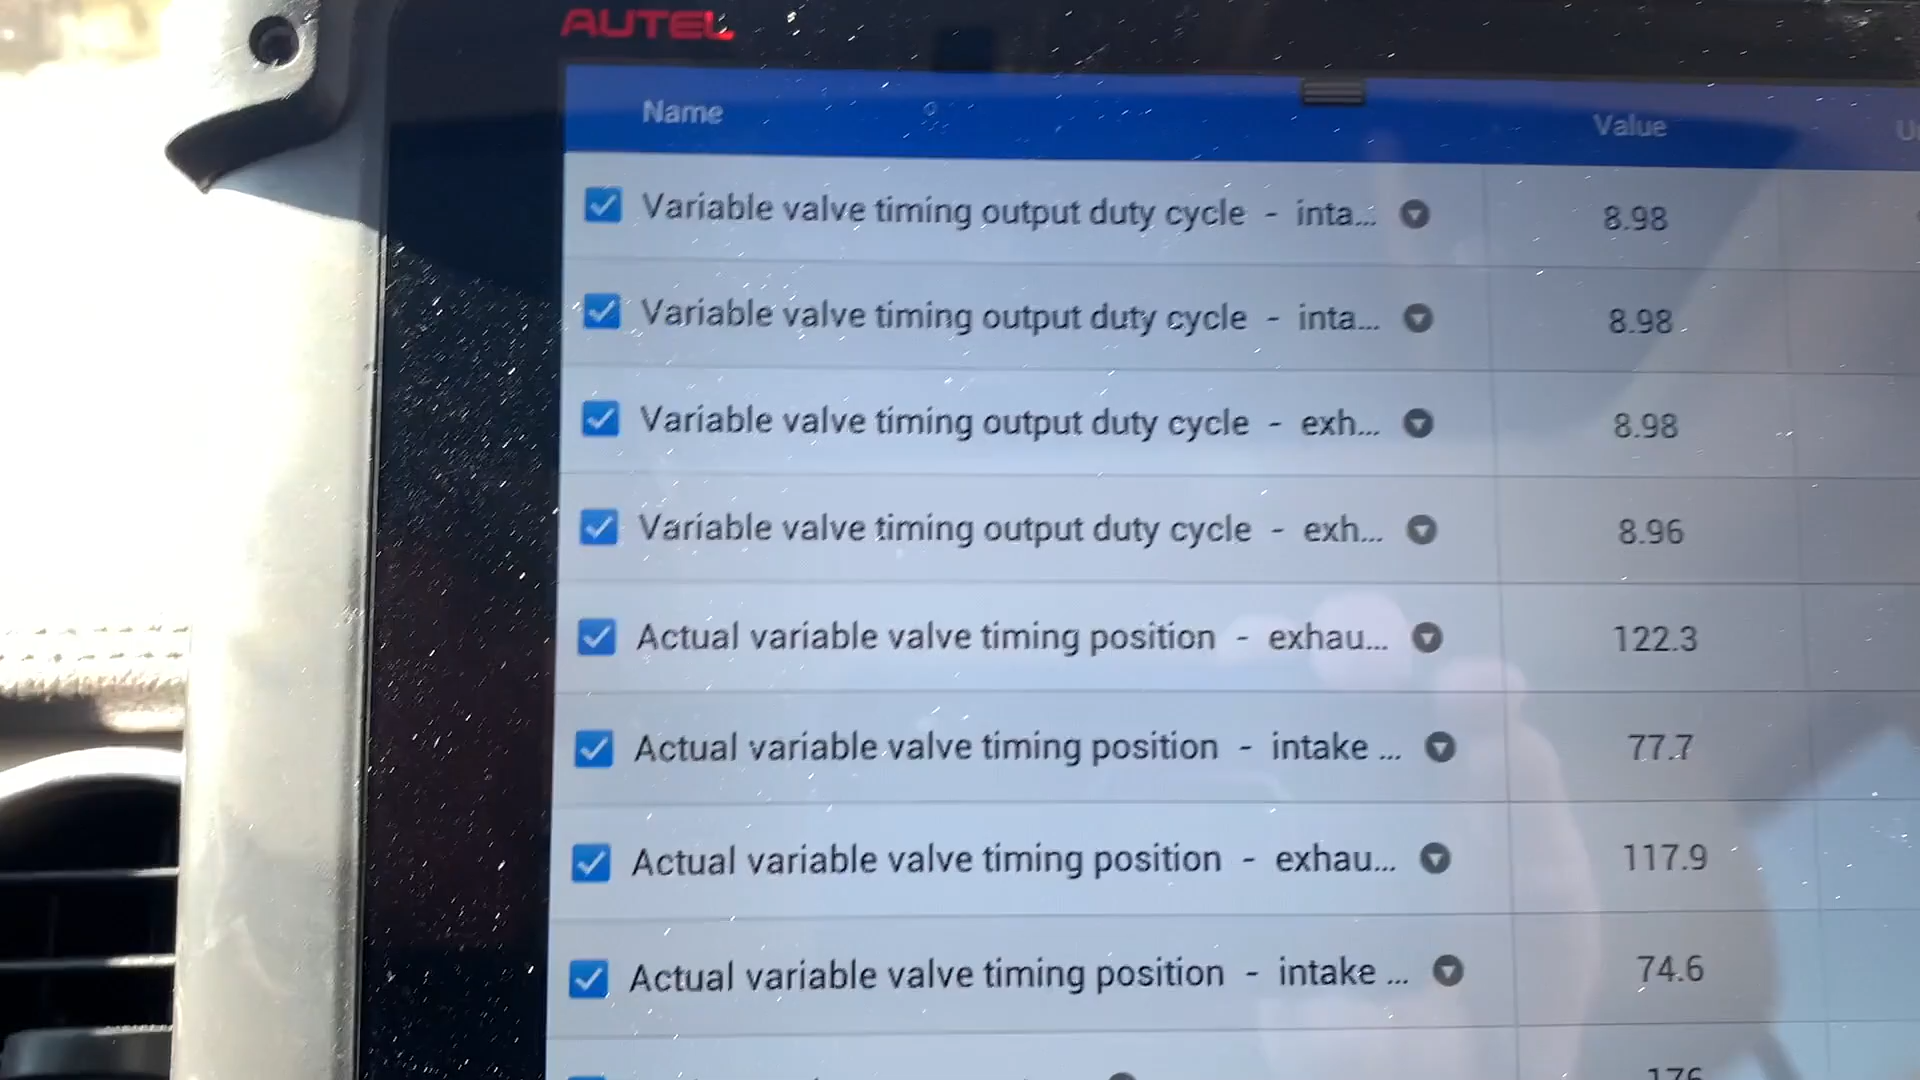 AUTEL
Name Value U
Variable valve timing output duty cycle - inta... 8.98
Variable valve timing output duty cycle - inta... 8.98
Variable valve timing output duty cycle - exh... 8.98
Variable valve timing output duty cycle - exh... 8.96
Actual variable valve timing position - exhau... 122.3
Actual variable valve timing position - intake ... 77.7
Actual variable valve timing position - exhau... 117.9
Actual variable valve timing position - intake ... 74.6
176